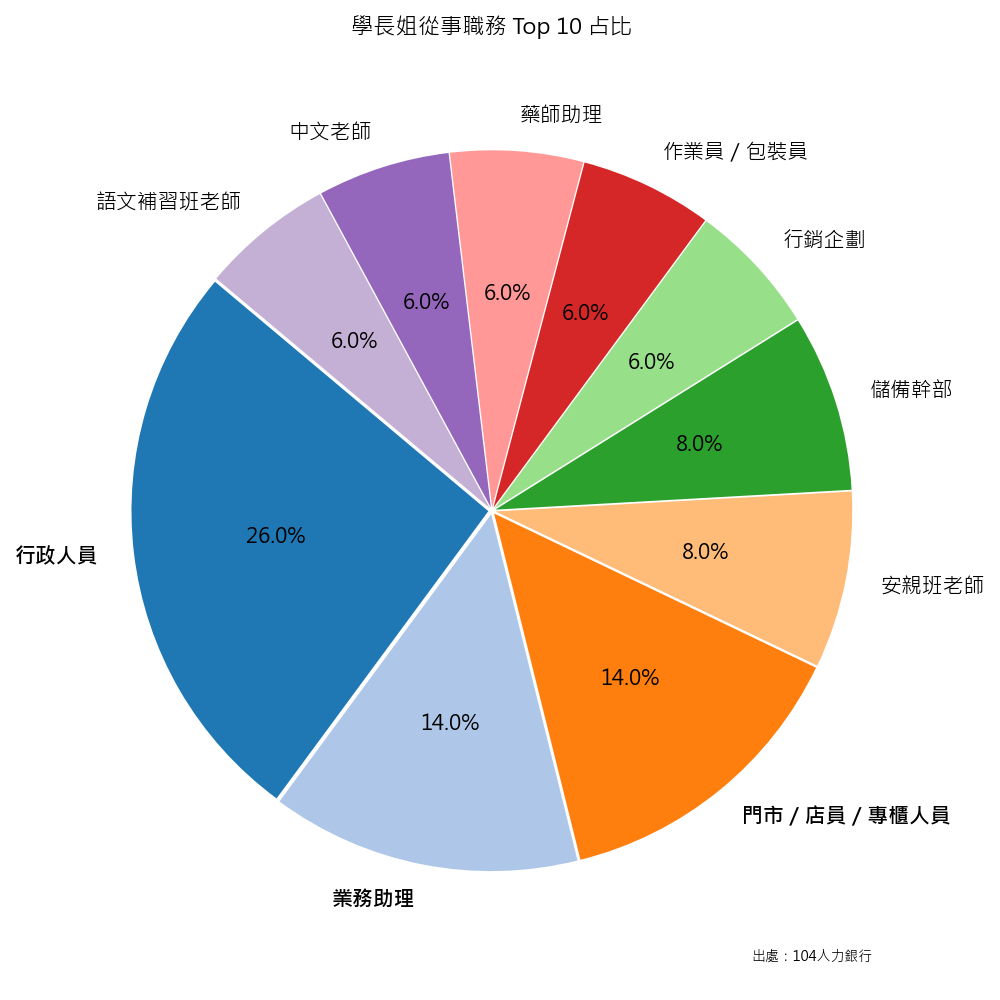 學長姐從事職務 Top 10 占比
藥師助理
中文老師
作業員 / 包裝員
語文補習班老師
行銷企劃
6.0%
6.0%
6.0%
6.0%
6.0%
儲備幹部
8.0%
行政人員
26.0%
8.0%
安親班老師
14.0%
14.0%
門市 / 店員 / 專櫃人員
業務助理
出處：104人力銀行